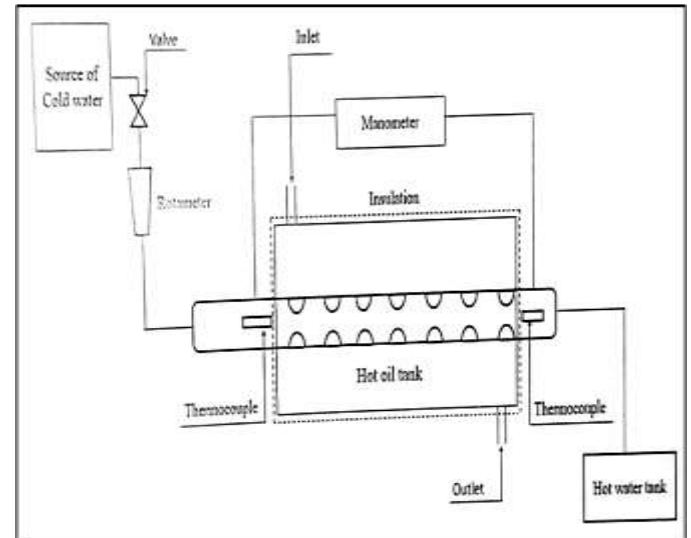 Valve
Inlet
Source of
Cold water
Manometer
Rotameter
Insulation
Hot oil tank
Thermocouple
Thermocouple
Outlet
Hot water tank